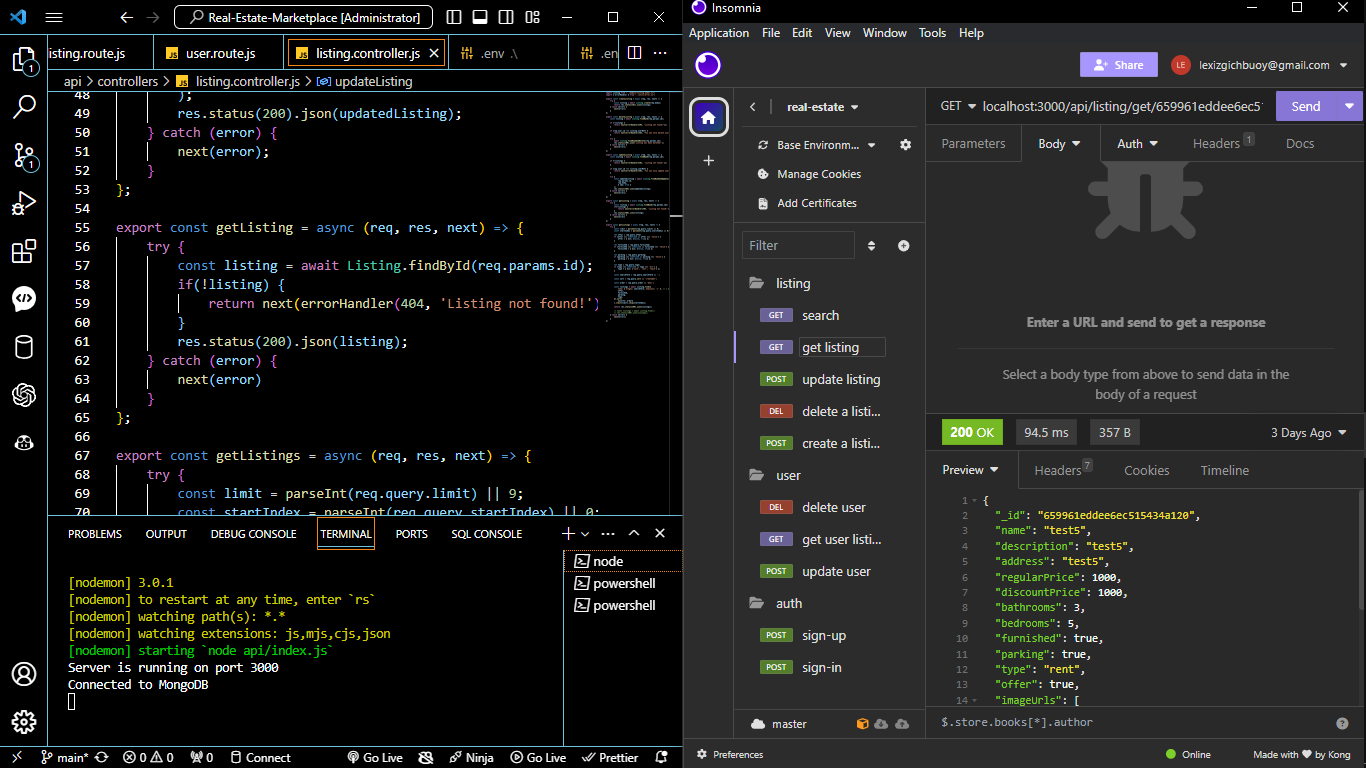 Real-Estate-Marketplace [Administrator]
listing.route.js
user.route.js
listing.controller.js
.env .\
.en
api > controllers > listing.controller.js > updateListing
48 );
49 res.status(200).json(updatedListing);
50 } catch (error) {
51 next(error);
52 }
53 };
54
55 export const getListing = async (req, res, next) => {
56 try {
57 const listing = await Listing.findById(req.params.id);
58 if(!listing) {
59 return next(errorHandler(404, 'Listing not found!')
60 }
61 res.status(200).json(listing);
62 } catch (error) {
63 next(error)
64 }
65 };
66
67 export const getListings = async (req, res, next) => {
68 try {
69 const limit = parseInt(req.query.limit) || 9;
70 const startIndex = parseInt(req.query.startIndex) || 0;
PROBLEMS OUTPUT DEBUG CONSOLE TERMINAL PORTS SQL CONSOLE
[nodemon] 3.0.1
[nodemon] to restart at any time, enter `rs`
[nodemon] watching path(s): *.*
[nodemon] watching extensions: js,mjs,cjs,json
[nodemon] starting `node api/index.js`
Server is running on port 3000
Connected to MongoDB
node
powershell
powershell
1
1
main* 0 0 0 Connect Go Live Ninja Go Live Prettier
Insomnia
Application File Edit View Window Tools Help
Share
LE lexizgichbuoy@gmail.com
real-estate
Base Environm...
Manage Cookies
Add Certificates
Filter
listing
GET search
GET get listing
POST update listing
DEL delete a listi...
POST create a listi...
user
DEL delete user
GET get user listi...
POST update user
auth
POST sign-up
POST sign-in
master
GET localhost:3000/api/listing/get/659961eddee6ec51
Send
Parameters Body Auth Headers 1 Docs
Enter a URL and send to get a response
Select a body type from above to send data in the
body of a request
200 OK 94.5 ms 357 B 3 Days Ago
Preview Headers 7 Cookies Timeline
1 {
2 "_id": "659961eddee6ec515434a120",
3 "name": "test5",
4 "description": "test5",
5 "address": "test5",
6 "regularPrice": 1000,
7 "discountPrice": 1000,
8 "bathrooms": 3,
9 "bedrooms": 5,
10 "furnished": true,
11 "parking": true,
12 "type": "rent",
13 "offer": true,
14 "imageUrls": [
$.store.books[*].author
Preferences
Online
Made with ♥ by Kong